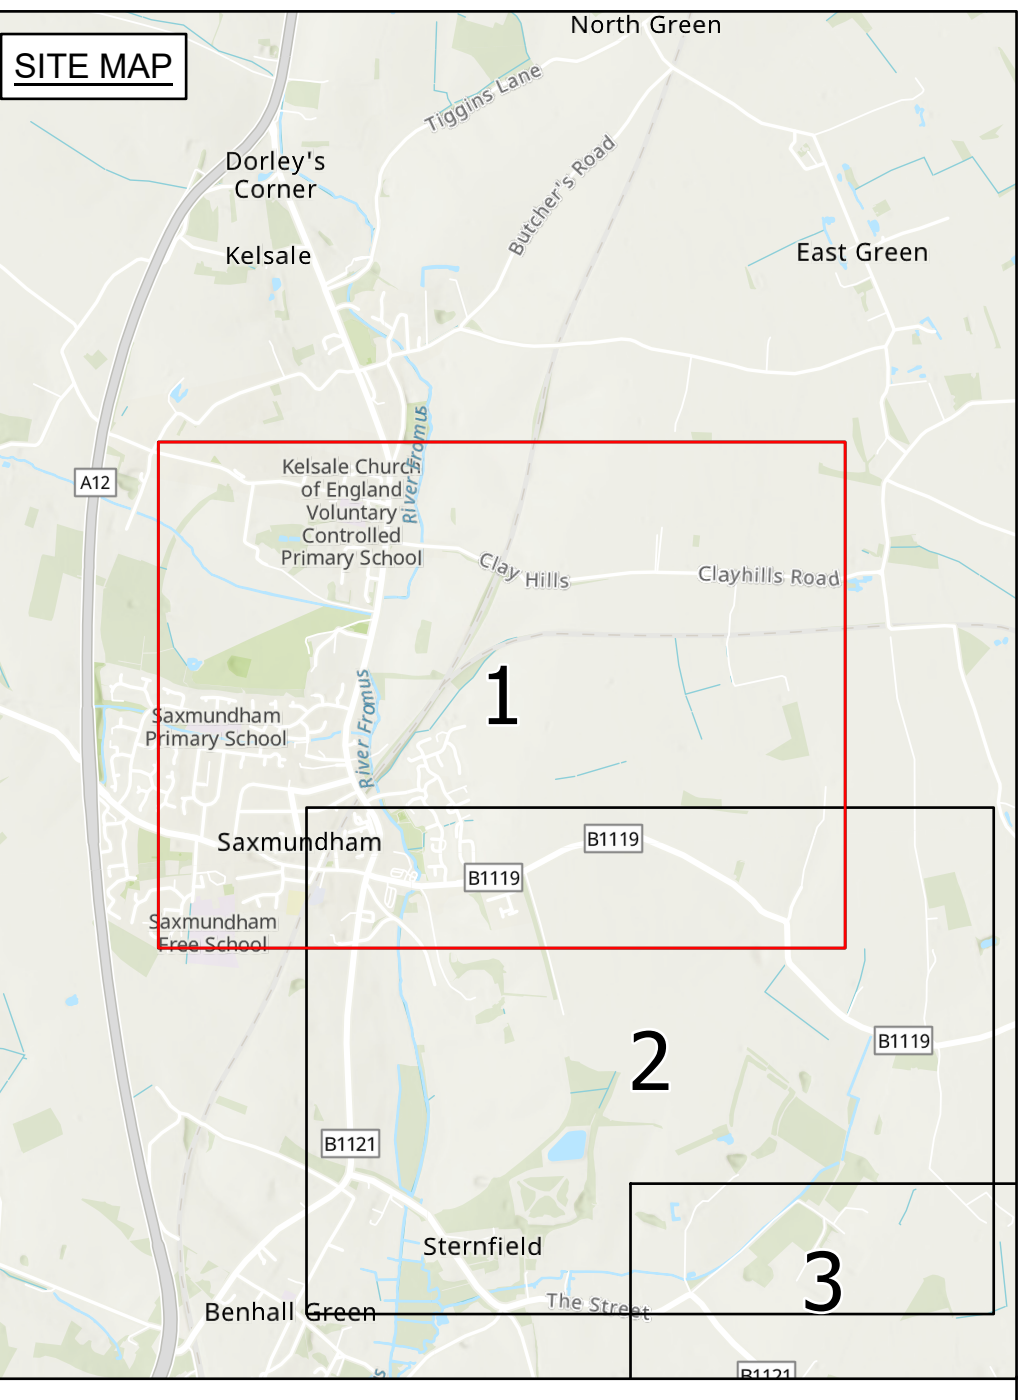 North Green
SITE MAP
Tiggins Lane
Dorley's
Corner
Butcher's Road
Kelsale
East Green
River Fromus
Kelsale Church
of England
Voluntary
Controlled
Primary School
A12
Clay Hills
Clayhills Road
1
River Fromus
Saxmundham
Primary School
Saxmundham
B1119
B1119
Saxmundham
Free School
B1119
2
B1121
Sternfield
3
The Street
Benhall Green
B1121